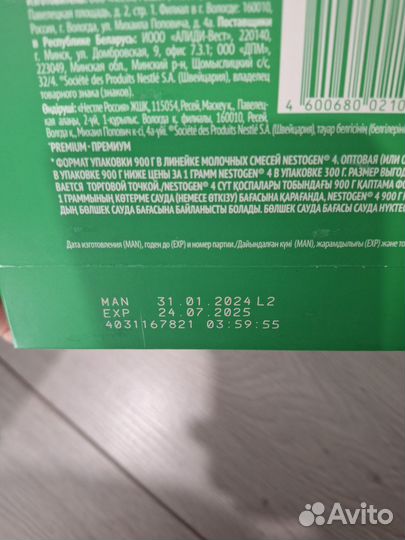 Павелецкая площадь, д. 2, стр. 1. Филиал в г. Вологде: 160010,
Россия, г. Вологда, ул. Михаила Поповича, д. 4а. Поставщики
в Республике Беларусь: ИООО «АЛИДИ-Вест», 220140,
г. Минск, ул. Домбровская, 9, офис 7.3.1; ООО «ДПМ»,
223049, Минская обл., Минский р-н, Щомыслицкий с/с,
32/4. ®Société des Produits Nestlé S.A. (Швейцария), владелец
товарного знака (знаков).
Өндіруші: «Нестле Россия» ЖШҚ, 115054, Ресей, Мәскеу қ., Павелец-
кая алаңы, 2-үй, 1-құрылыс. Вологда қ. филиалы, 160010, Ресей,
Вологда қ., Михаил Попович к-сі, 4а-үй. ®Société des Produits Nestlé S.A. (Швейцария), тауар белгісінің (белгілерінің
4 600680 0210
*PREMIUM - ПРЕМИУМ
* ФОРМАТ УПАКОВКИ 900 Г В ЛИНЕЙКЕ МОЛОЧНЫХ СМЕСЕЙ NESTOGEN® 4. ОПТОВАЯ (ИЛИ О
В УПАКОВКЕ 900 Г НИЖЕ ЦЕНЫ ЗА 1 ГРАММ NESTOGEN® 4 В УПАКОВКЕ 300 Г. РАЗМЕР ВЫГОД
ВАЕТСЯ ТОРГОВОЙ ТОЧКОЙ./NESTOGEN® 4 СҮТ ҚОСПАЛАРЫ ТОБЫНДАҒЫ 900 Г ҚАПТАМА ФО
1 ГРАММЫНЫҢ КӨТЕРМЕ САУДА (НЕМЕСЕ ӨТКІЗУ) БАҒАСЫНА ҚАРАҒАНДА, NESTOGEN® 4 900 Г
ДЫҢ БӨЛШЕК САУДА БАҒАСЫНА БАЙЛАНЫСТЫ БОЛАДЫ. БӨЛШЕК САУДА БАҒАСЫ САУДА НҮКТЕС
Дата изготовления (MAN), годен до (EXP) и номер партии./Дайындалған күні (MAN), жарамдылығы (EXP) және то
MAN 31.01.2024 L2
EXP 24.07.2025
4031167821 03:59:55
Avito